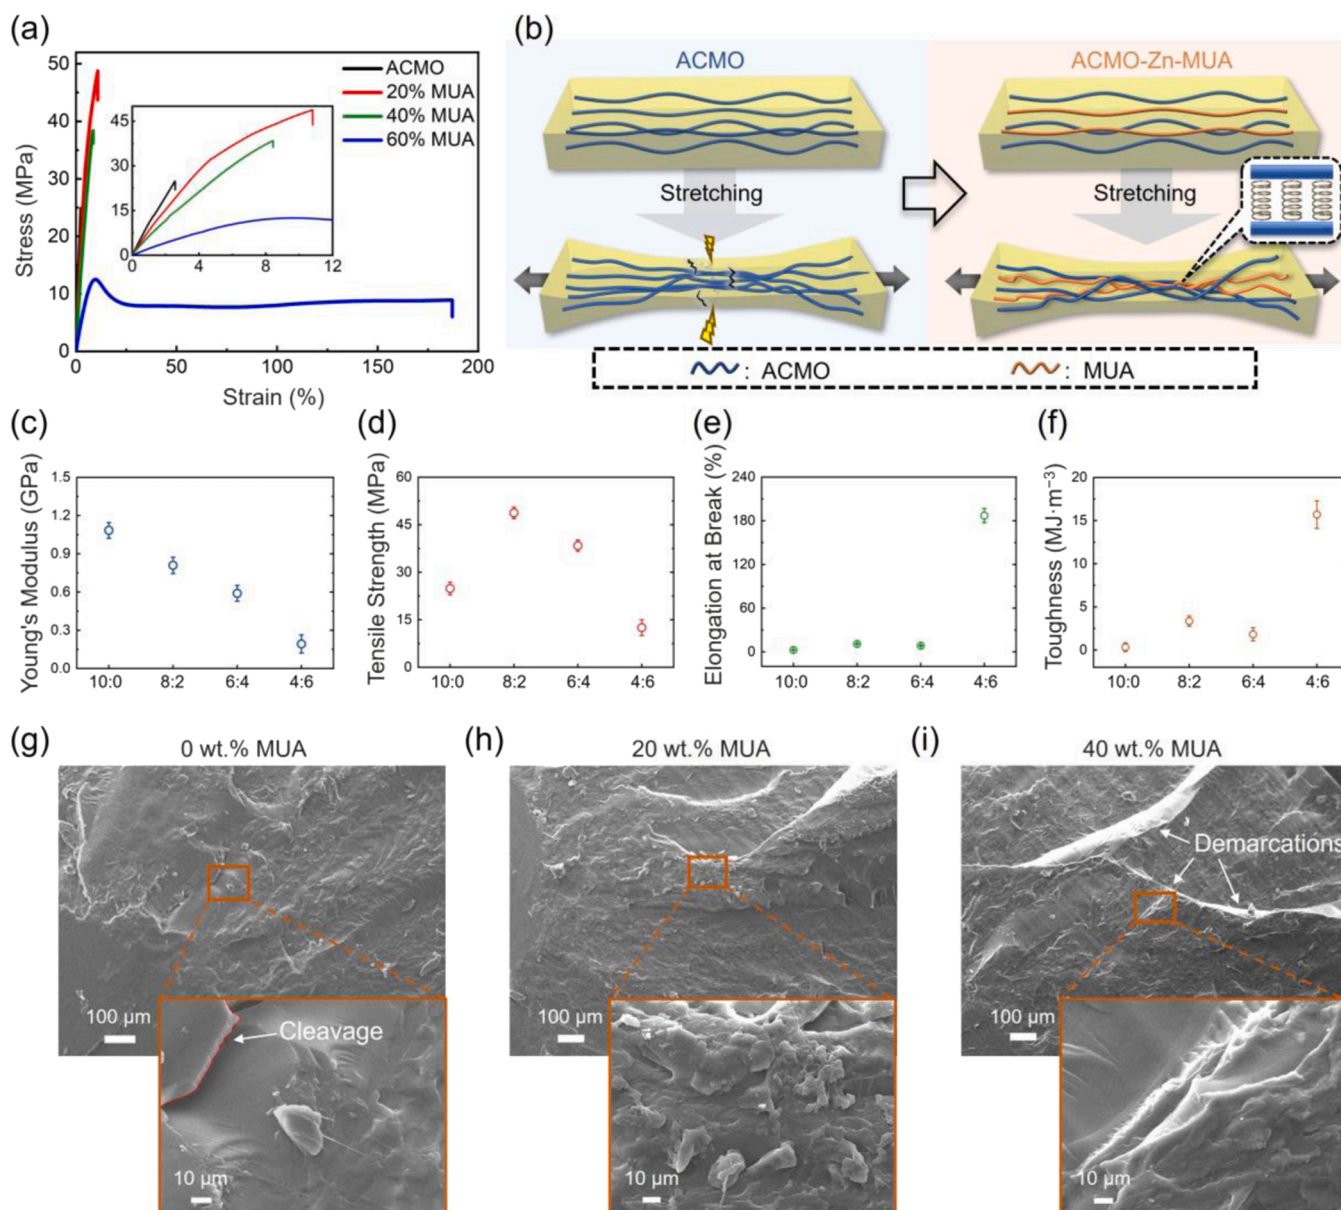 (a)
50
40
30
20
10
0
Stress (MPa)
0 50 100 150 200
Strain (%)
ACMO
20% MUA
40% MUA
60% MUA
45
30
15
0
0 4 8 12
(b)
ACMO
ACMO-Zn-MUA
Stretching
Stretching
: ACMO
: MUA
(c)
Young's Modulus (GPa)
1.5
1.2
0.9
0.6
0.3
0.0
10:0 8:2 6:4 4:6
(d)
Tensile Strength (MPa)
60
45
30
15
0
10:0 8:2 6:4 4:6
(e)
Elongation at Break (%)
240
180
120
60
0
10:0 8:2 6:4 4:6
(f)
Toughness (MJ·m⁻³)
20
15
10
5
0
10:0 8:2 6:4 4:6
(g)
0 wt.% MUA
100 μm
Cleavage
10 μm
(h)
20 wt.% MUA
100 μm
10 μm
(i)
40 wt.% MUA
Demarcations
100 μm
10 μm